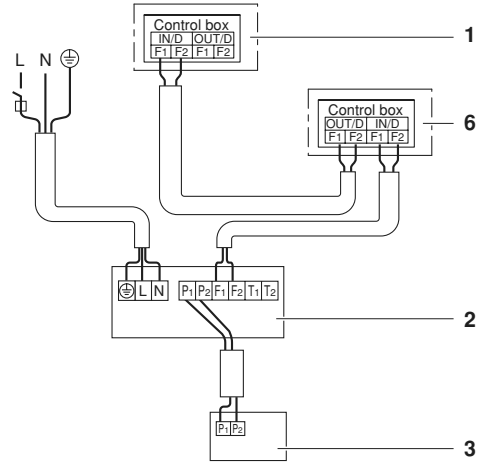 Control box
IN/D OUT/D
F1 F2 F1 F2
1
L N
Control box
OUT/D IN/D
F1 F2 F1 F2
6
L N
P1 P2 F1 F2 T1 T2
2
P1 P2
3